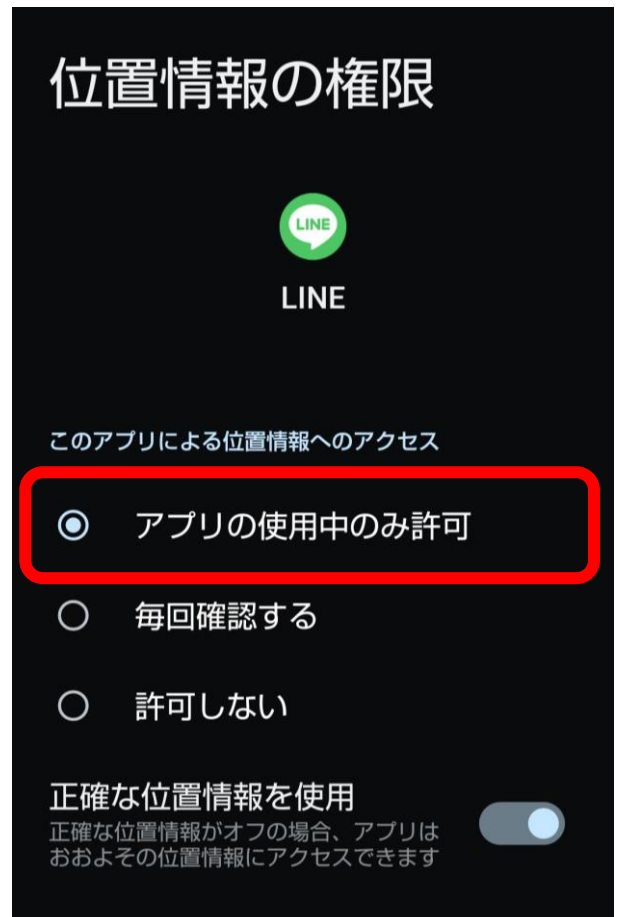 位置情報の権限
LINE
LINE
このアプリによる位置情報へのアクセス
アプリの使用中のみ許可
毎回確認する
許可しない
正確な位置情報を使用
正確な位置情報がオフの場合、アプリは
おおよその位置情報にアクセスできます